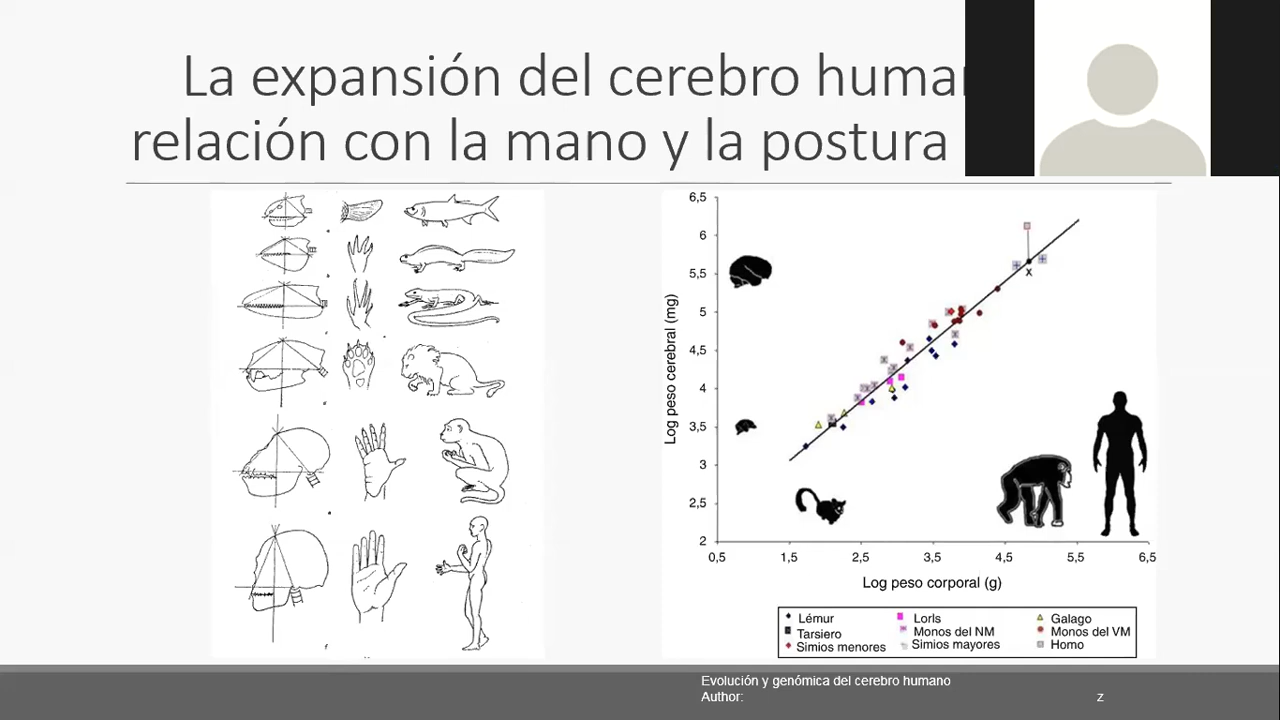 La expansión del cerebro
relación con la mano y la postura
6,5
6
5,5
5
4,5
4
3,5
3
2,5
2
Log peso cerebral (mg)
X
0,5 1,5 2,5 3,5 4,5 5,5 6,5
Log peso corporal (g)
Lémur Lorls Galago
Tarsiero Monos del NM Monos del VM
Simios menores Simios mayores Homo
Evolución y genómica del cerebro humano
Author: z